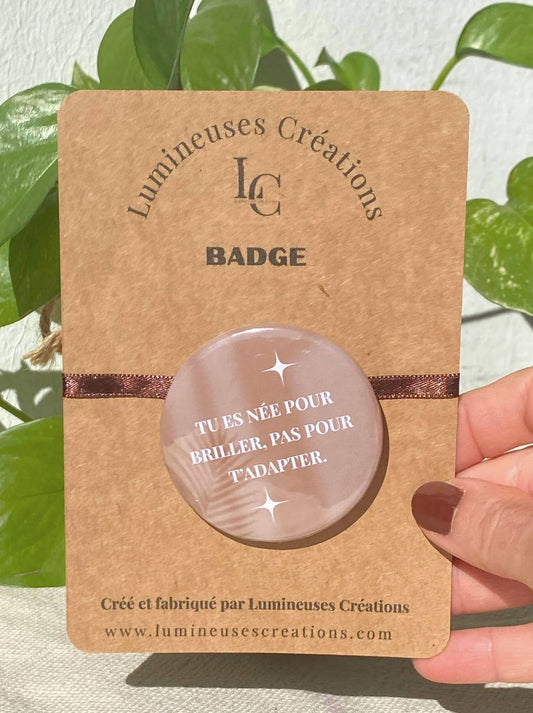 Lumineuses Créations
LC
BADGE
TU ES NÉE POUR
BRILLER, PAS POUR
T'ADAPTER.
Créé et fabriqué par Lumineuses Créations
www.lumineusescreations.com